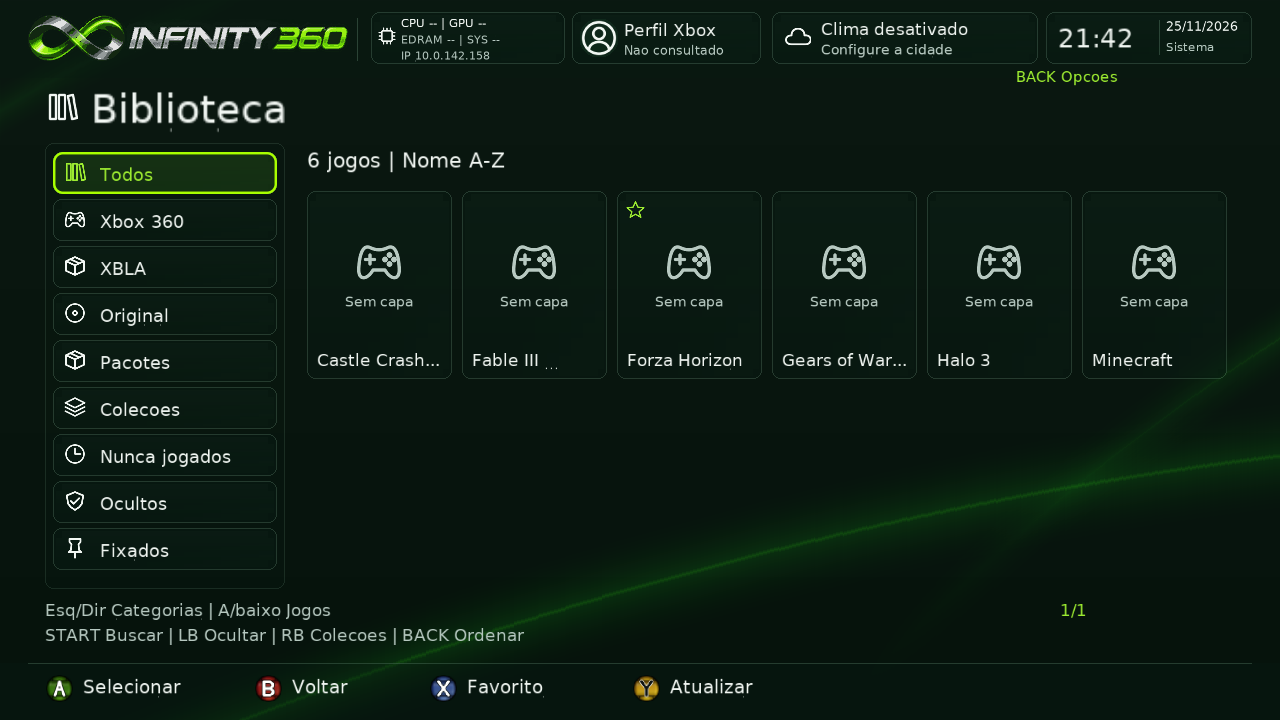 INFINITY 360
CPU -- | GPU --
EDRAM -- | SYS --
IP 10.0.142.158
Perfil Xbox
Nao consultado
Clima desativado
Configure a cidade
21:42
25/11/2026
Sistema
BACK Opcoes
Biblioteca
Todos
Xbox 360
XBLA
Original
Pacotes
Colecoes
Nunca jogados
Ocultos
Fixados
6 jogos | Nome A-Z
Sem capa
Castle Crash...
Sem capa
Fable III ...
Sem capa
Forza Horizon
Sem capa
Gears of War...
Sem capa
Halo 3
Sem capa
Minecraft
Esq/Dir Categorias | A/baixo Jogos
1/1
START Buscar | LB Ocultar | RB Colecoes | BACK Ordenar
A Selecionar
B Voltar
X Favorito
Y Atualizar